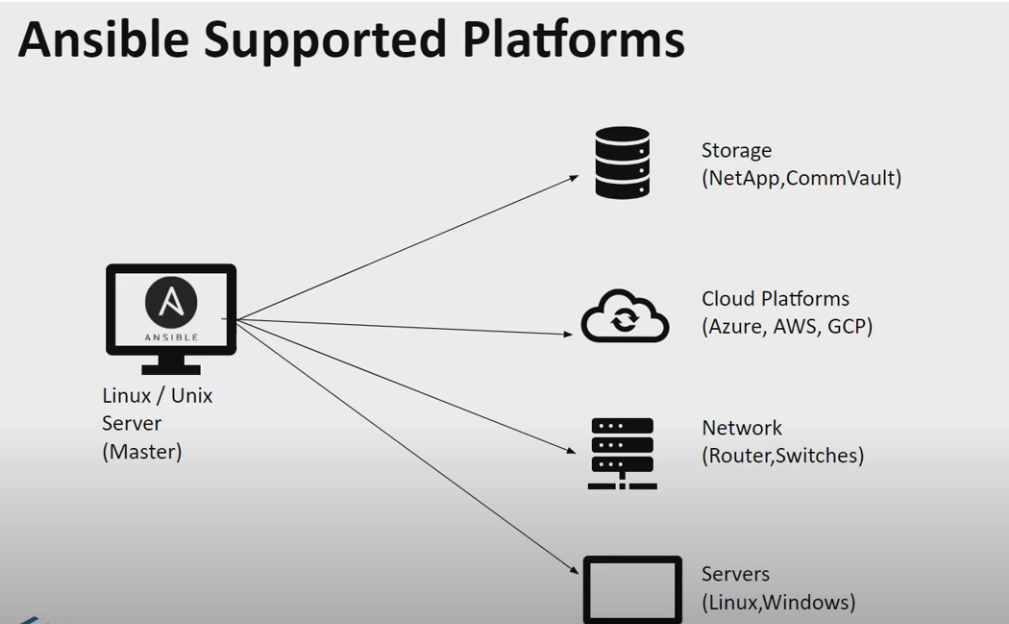 Ansible Supported Platforms
Storage
(NetApp,CommVault)
ANSIBLE
Linux / Unix
Server
(Master)
Cloud Platforms
(Azure, AWS, GCP)
Network
(Router,Switches)
Servers
(Linux,Windows)